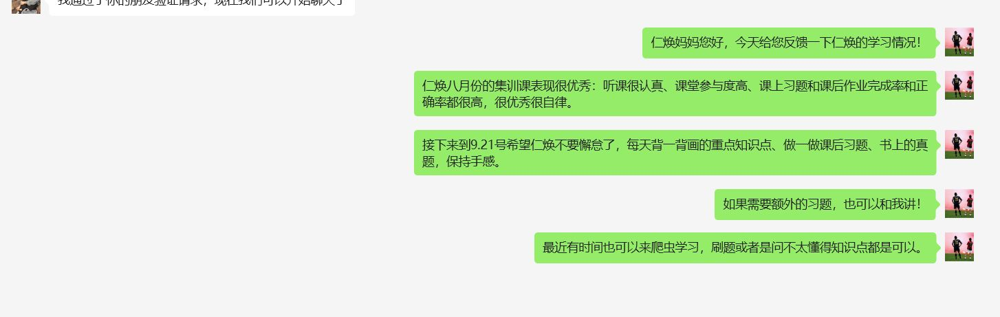 我通过了你的朋友验证请求，现在我们可以开始聊天了
仁焕妈妈您好，今天给您反馈一下仁焕的学习情况！
仁焕八月份的集训课表现很优秀：听课很认真、课堂参与度高、课上习题和课后作业完成率和正
确率都很高，很优秀很自律。
接下来到9.21号希望仁焕不要懈怠了，每天背一背画的重点知识点、做一做课后习题、书上的真
题，保持手感。
如果需要额外的习题，也可以和我讲！
最近有时间也可以来爬虫学习，刷题或者是问不太懂得知识点都是可以。